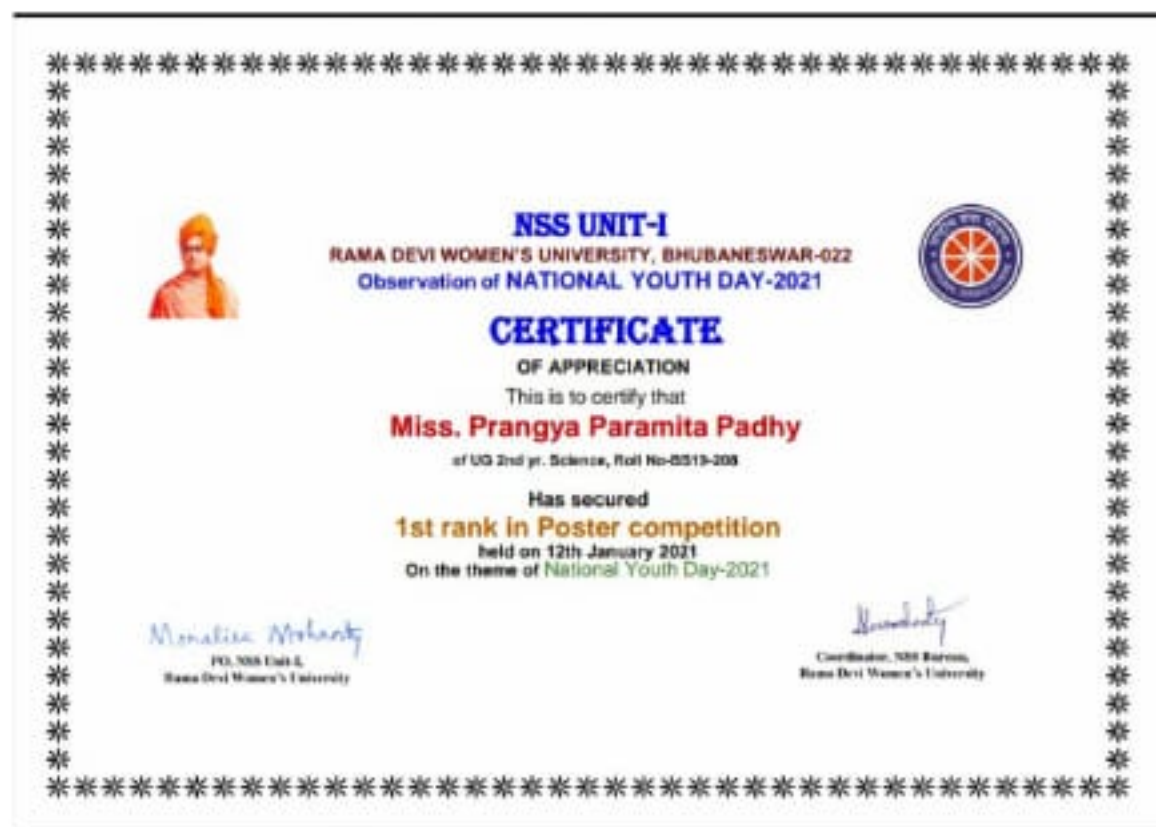 NSS UNIT-I
RAMA DEVI WOMEN'S UNIVERSITY, BHUBANESWAR-022
Observation of NATIONAL YOUTH DAY-2021
CERTIFICATE
OF APPRECIATION
This is to certify that
Miss. Prangya Paramita Padhy
of UG 2nd yr. Science, Roll No-BS19-208
Has secured
1st rank in Poster competition
held on 12th January 2021
On the theme of National Youth Day-2021
Monalisa Mohanty
PO, NSS Unit-I,
Rama Devi Women's University
Coordinator, NSS Bureau,
Rama Devi Women's University